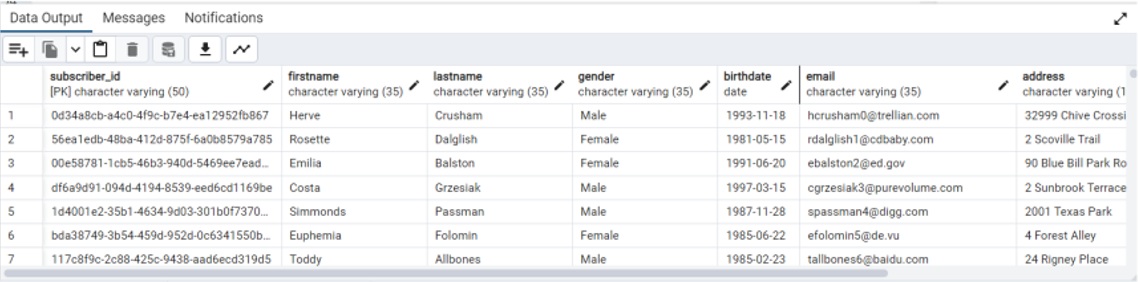 Data Output Messages Notifications
subscriber_id firstname lastname gender birthdate email address
[PK] character varying (50) character varying (35) character varying (35) character varying (35) date character varying (35) character varying (1
1 0d34a8cb-a4c0-4f9c-b7e4-ea12952fb867 Herve Crusham Male 1993-11-18 hcrusham0@trellian.com 32999 Chive Crossi
2 56ea1edb-48ba-412d-875f-6a0b8579a785 Rosette Dalglish Female 1981-05-15 rdalglish1@cdbaby.com 2 Scoville Trail
3 00e58781-1cb5-46b3-940d-5469ee7ead... Emilia Balston Female 1991-06-20 ebalston2@ed.gov 90 Blue Bill Park Ro
4 df6a9d91-094d-4194-8539-eed6cd1169be Costa Grzesiak Male 1997-03-15 cgrzesiak3@purevolume.com 2 Sunbrook Terrace
5 1d4001e2-35b1-4634-9d03-301b0f7370... Simmonds Passman Male 1987-11-28 spassman4@digg.com 2001 Texas Park
6 bda38749-3b54-459d-952d-0c6341550b... Euphemia Folomin Female 1985-06-22 efolomin5@de.vu 4 Forest Alley
7 117c8f9c-2c88-425c-9438-aad6ecd319d5 Toddy Allbones Male 1985-02-23 tallbones6@baidu.com 24 Rigney Place